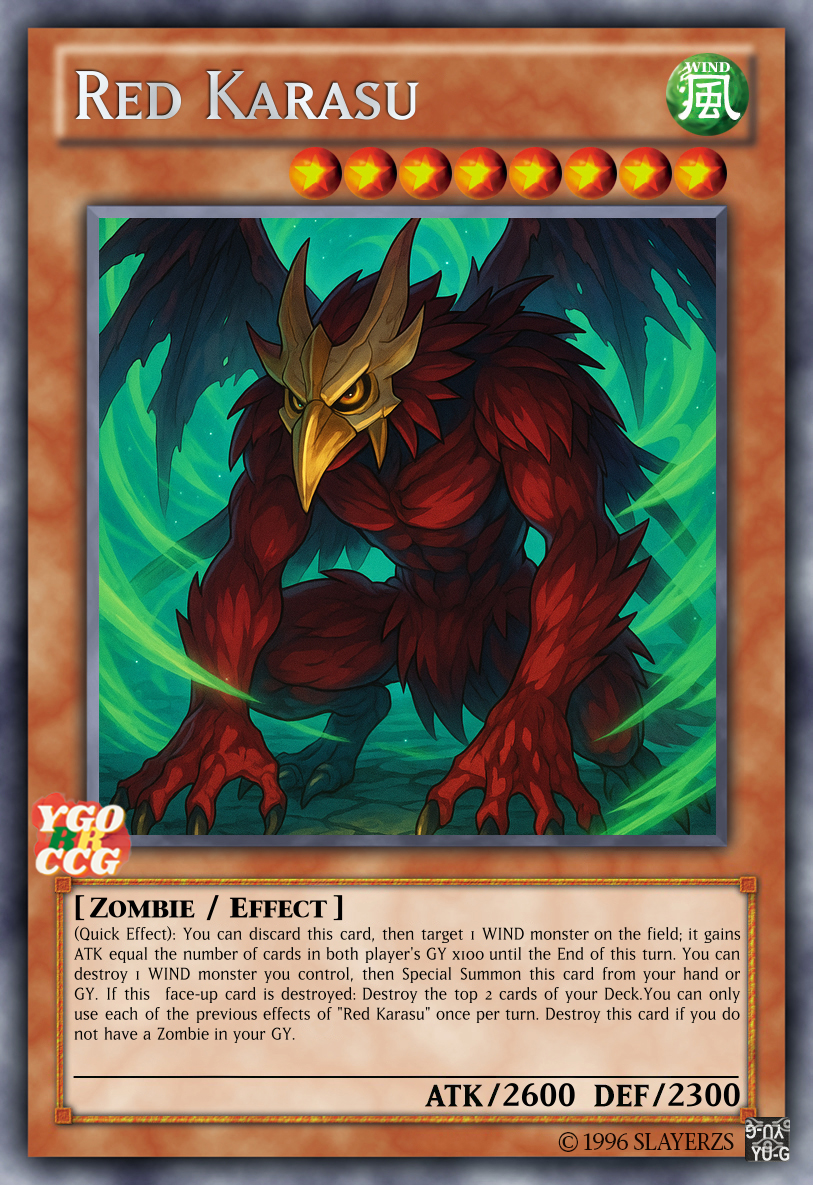 Red Karasu
WIND
風
YGO
BR
CCG
[ Zombie / Effect ]
(Quick Effect): You can discard this card, then target 1 WIND monster on the field; it gains
ATK equal the number of cards in both player's GY x100 until the End of this turn. You can
destroy 1 WIND monster you control, then Special Summon this card from your hand or
GY. If this face-up card is destroyed: Destroy the top 2 cards of your Deck.You can only
use each of the previous effects of "Red Karasu" once per turn. Destroy this card if you do
not have a Zombie in your GY.
ATK/2600 DEF/2300
© 1996 SLAYERZS
YU-G